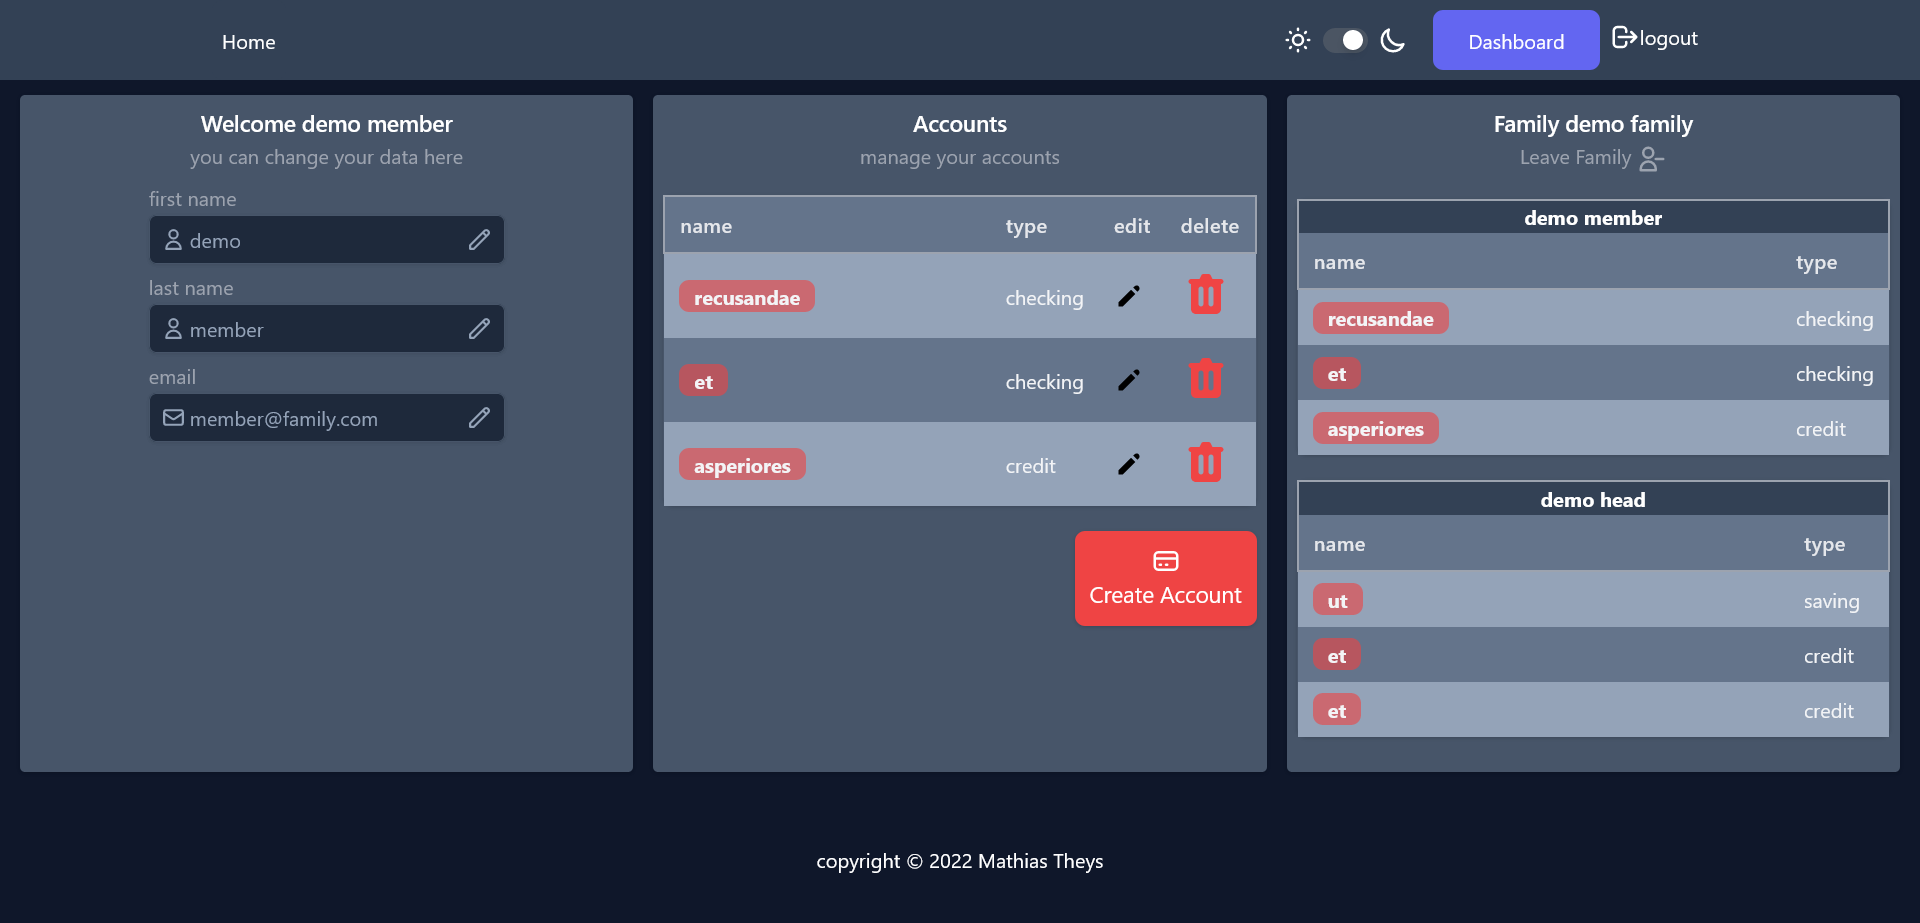 Home
Dashboard
logout
Welcome demo member
you can change your data here
first name
demo
last name
member
email
member@family.com
Accounts
manage your accounts
name type edit delete
recusandae checking
et checking
asperiores credit
Create Account
Family demo family
Leave Family
demo member
name type
recusandae checking
et checking
asperiores credit
demo head
name type
ut saving
et credit
et credit
copyright © 2022 Mathias Theys